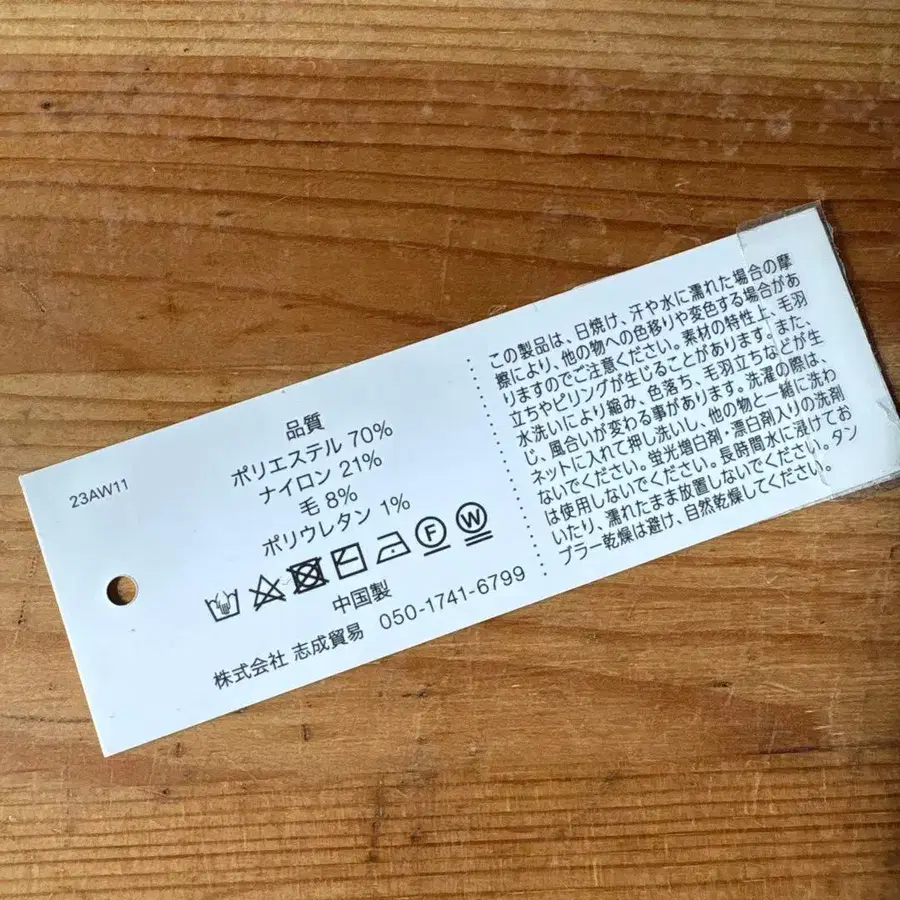 23AW11
品質
ポリエステル 70%
ナイロン 21%
毛 8%
ポリウレタン 1%
F W
中国製
株式会社 志成貿易 050-1741-6799
この製品は、日焼け、汗や水に濡れた場合の摩
擦により、他の物への色移りや変色する場合があ
りますのでご注意ください。素材の特性上、毛羽
立ちやピリングが生じることがあります。また、
水洗いにより縮み、色落ち、毛羽立ちなどが生
じ、風合いが変わる事があります。洗濯の際は、
ネットに入れて押し洗いし、他の物と一緒に洗わ
ないでください。蛍光増白剤・漂白剤入りの洗剤
は使用しないでください。長時間水に浸けてお
いたり、濡れたまま放置しないでください。タン
ブラー乾燥は避け、自然乾燥してください。